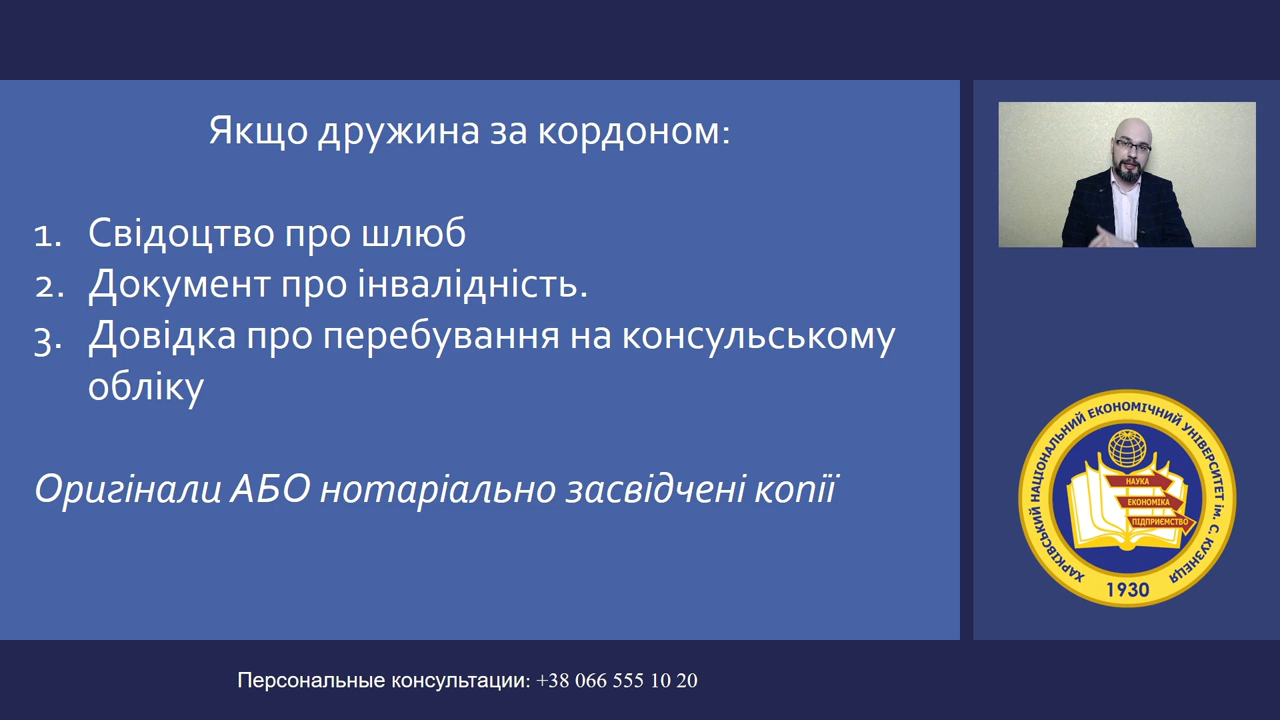 Якщо дружина за кордоном:
1. Свідоцтво про шлюб
2. Документ про інвалідність.
3. Довідка про перебування на консульському
обліку
Оригінали АБО нотаріально засвідчені копії
ХАРКІВСЬКИЙ НАЦІОНАЛЬНИЙ ЕКОНОМІЧНИЙ УНІВЕРСИТЕТ ім. С. КУЗНЕЦЯ
НАУКА
ЕКОНОМІКА
ПІДПРИЄМСТВО
1930
Персональные консультации: +38 066 555 10 20